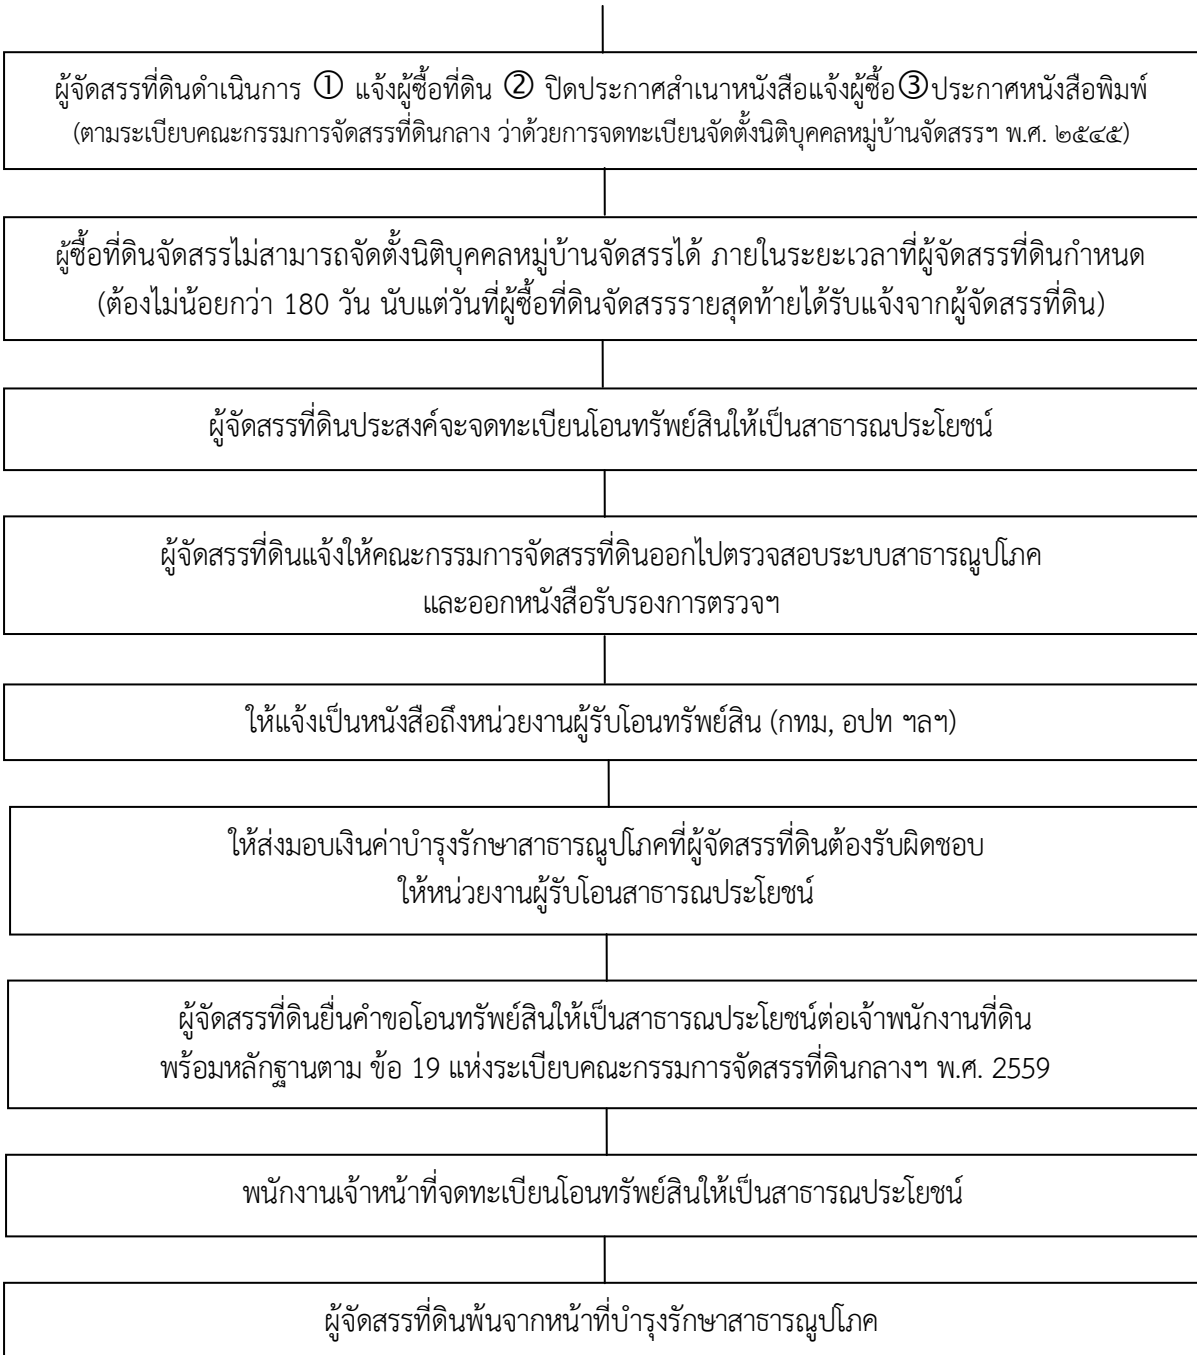 ผู้จัดสรรที่ดินดำเนินการ ① แจ้งผู้ซื้อที่ดิน ② ปิดประกาศสำเนาหนังสือแจ้งผู้ซื้อ③ประกาศหนังสือพิมพ์
(ตามระเบียบคณะกรรมการจัดสรรที่ดินกลาง ว่าด้วยการจดทะเบียนจัดตั้งนิติบุคคลหมู่บ้านจัดสรรฯ พ.ศ. ๒๕๔๕)
ผู้ซื้อที่ดินจัดสรรไม่สามารถจัดตั้งนิติบุคคลหมู่บ้านจัดสรรได้ ภายในระยะเวลาที่ผู้จัดสรรที่ดินกำหนด
(ต้องไม่น้อยกว่า 180 วัน นับแต่วันที่ผู้ซื้อที่ดินจัดสรรรายสุดท้ายได้รับแจ้งจากผู้จัดสรรที่ดิน)
ผู้จัดสรรที่ดินประสงค์จะจดทะเบียนโอนทรัพย์สินให้เป็นสาธารณประโยชน์
ผู้จัดสรรที่ดินแจ้งให้คณะกรรมการจัดสรรที่ดินออกไปตรวจสอบระบบสาธารณูปโภค
และออกหนังสือรับรองการตรวจฯ
ให้แจ้งเป็นหนังสือถึงหน่วยงานผู้รับโอนทรัพย์สิน (กทม, อปท ฯลฯ)
ให้ส่งมอบเงินค่าบำรุงรักษาสาธารณูปโภคที่ผู้จัดสรรที่ดินต้องรับผิดชอบ
ให้หน่วยงานผู้รับโอนสาธารณประโยชน์
ผู้จัดสรรที่ดินยื่นคำขอโอนทรัพย์สินให้เป็นสาธารณประโยชน์ต่อเจ้าพนักงานที่ดิน
พร้อมหลักฐานตาม ข้อ 19 แห่งระเบียบคณะกรรมการจัดสรรที่ดินกลางฯ พ.ศ. 2559
พนักงานเจ้าหน้าที่จดทะเบียนโอนทรัพย์สินให้เป็นสาธารณประโยชน์
ผู้จัดสรรที่ดินพ้นจากหน้าที่บำรุงรักษาสาธารณูปโภค